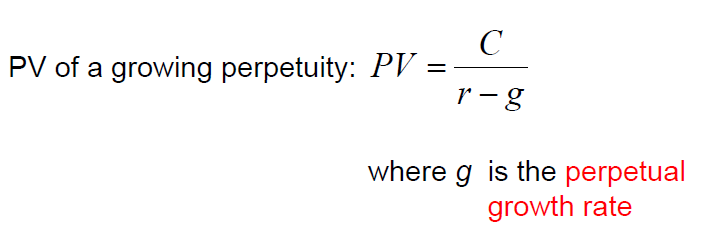 PV of a growing perpetuity: PV = C / r – g
where g is the perpetual
growth rate